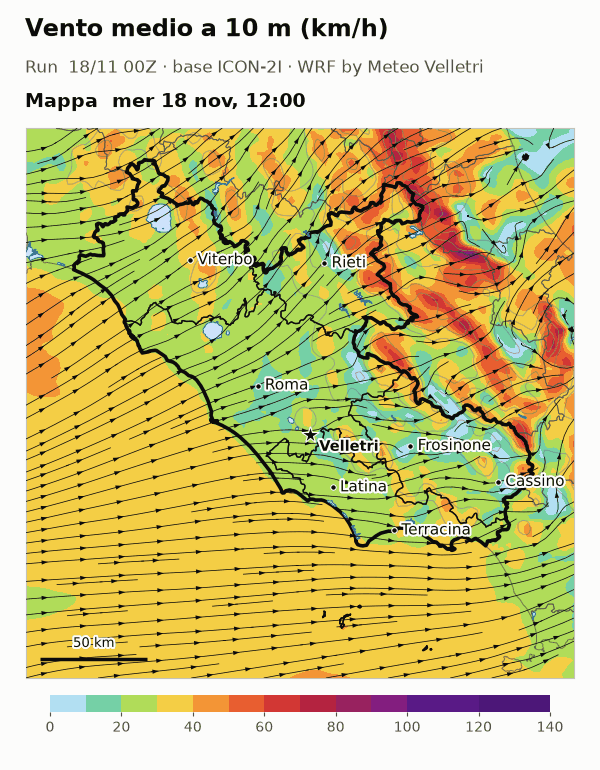 Vento medio a 10 m (km/h)
Run 18/11 00Z · base ICON-2I · WRF by Meteo Velletri
Mappa mer 18 nov, 12:00
Viterbo
Rieti
Roma
Velletri
Frosinone
Latina
Cassino
Terracina
50 km
0 20 40 60 80 100 120 140